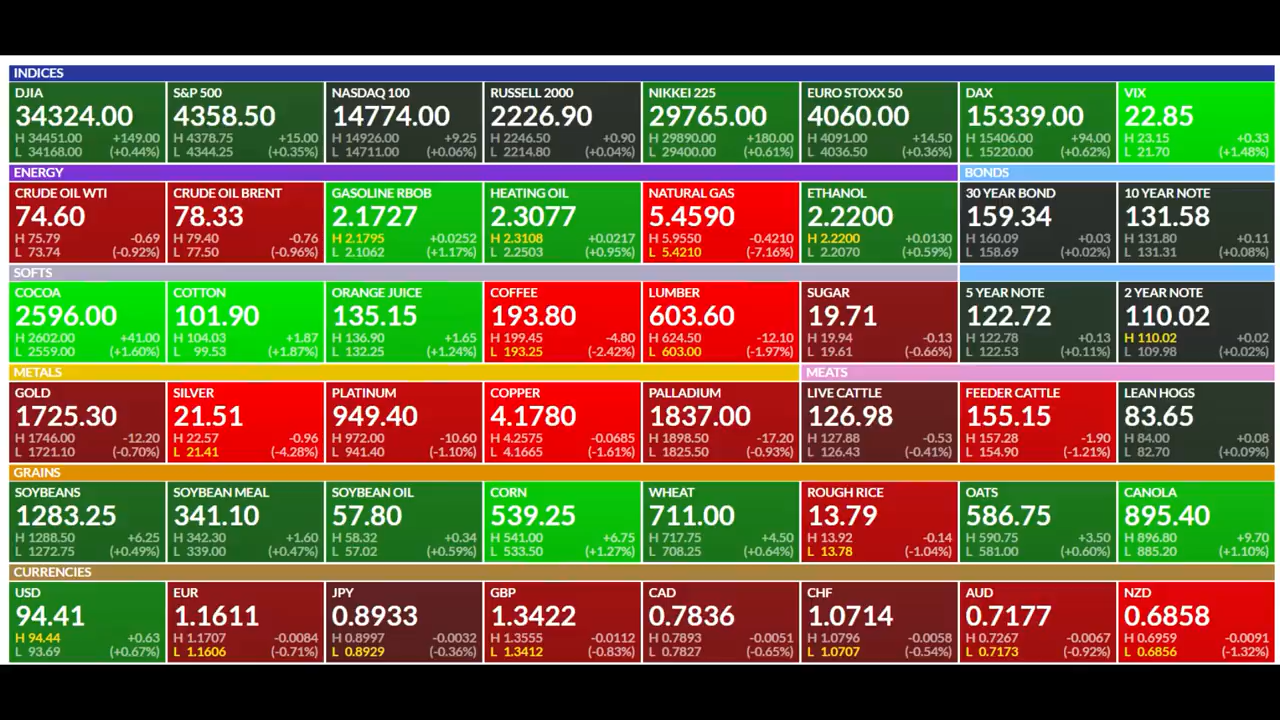 INDICES
DJIA S&P 500 NASDAQ 100 RUSSELL 2000 NIKKEI 225 EURO STOXX 50 DAX VIX
34324.00 4358.50 14774.00 2226.90 29765.00 4060.00 15339.00 22.85
H 34451.00 +149.00 H 4378.75 +15.00 H 14926.00 +9.25 H 2246.50 +0.90 H 29890.00 +180.00 H 4091.00 +14.50 H 15406.00 +94.00 H 23.15 +0.33
L 34168.00 (+0.44%) L 4344.25 (+0.35%) L 14711.00 (+0.06%) L 2214.80 (+0.04%) L 29400.00 (+0.61%) L 4036.50 (+0.36%) L 15220.00 (+0.62%) L 21.70 (+1.48%)
ENERGY BONDS
CRUDE OIL WTI CRUDE OIL BRENT GASOLINE RBOB HEATING OIL NATURAL GAS ETHANOL 30 YEAR BOND 10 YEAR NOTE
74.60 78.33 2.1727 2.3077 5.4590 2.2200 159.34 131.58
H 75.79 -0.69 H 79.40 -0.76 H 2.1795 +0.0252 H 2.3108 +0.0217 H 5.9550 -0.4210 H 2.2200 +0.0130 H 160.09 +0.03 H 131.80 +0.11
L 73.74 (-0.92%) L 77.50 (-0.96%) L 2.1062 (+1.17%) L 2.2503 (+0.95%) L 5.4210 (-7.16%) L 2.2070 (+0.59%) L 158.69 (+0.02%) L 131.31 (+0.08%)
SOFTS
COCOA COTTON ORANGE JUICE COFFEE LUMBER SUGAR 5 YEAR NOTE 2 YEAR NOTE
2596.00 101.90 135.15 193.80 603.60 19.71 122.72 110.02
H 2602.00 +41.00 H 104.03 +1.87 H 136.90 +1.65 H 199.45 -4.80 H 624.50 -12.10 H 19.94 -0.13 H 122.78 +0.13 H 110.02 +0.02
L 2559.00 (+1.60%) L 99.53 (+1.87%) L 132.25 (+1.24%) L 193.25 (-2.42%) L 603.00 (-1.97%) L 19.61 (-0.66%) L 122.53 (+0.11%) L 109.98 (+0.02%)
METALS MEATS
GOLD SILVER PLATINUM COPPER PALLADIUM LIVE CATTLE FEEDER CATTLE LEAN HOGS
1725.30 21.51 949.40 4.1780 1837.00 126.98 155.15 83.65
H 1746.00 -12.20 H 22.57 -0.96 H 972.00 -10.60 H 4.2575 -0.0685 H 1898.50 -17.20 H 127.88 -0.53 H 157.28 -1.90 H 84.00 +0.08
L 1721.10 (-0.70%) L 21.41 (-4.28%) L 941.40 (-1.10%) L 4.1665 (-1.61%) L 1825.50 (-0.93%) L 126.43 (-0.41%) L 154.90 (-1.21%) L 82.70 (+0.09%)
GRAINS
SOYBEANS SOYBEAN MEAL SOYBEAN OIL CORN WHEAT ROUGH RICE OATS CANOLA
1283.25 341.10 57.80 539.25 711.00 13.79 586.75 895.40
H 1288.50 +6.25 H 342.30 +1.60 H 58.32 +0.34 H 541.00 +6.75 H 717.75 +4.50 H 13.92 -0.14 H 590.75 +3.50 H 896.80 +9.70
L 1272.75 (+0.49%) L 339.00 (+0.47%) L 57.02 (+0.59%) L 533.50 (+1.27%) L 708.25 (+0.64%) L 13.78 (-1.04%) L 581.00 (+0.60%) L 885.20 (+1.10%)
CURRENCIES
USD EUR JPY GBP CAD CHF AUD NZD
94.41 1.1611 0.8933 1.3422 0.7836 1.0714 0.7177 0.6858
H 94.44 +0.63 H 1.1707 -0.0084 H 0.8997 -0.0032 H 1.3555 -0.0112 H 0.7893 -0.0051 H 1.0796 -0.0058 H 0.7267 -0.0067 H 0.6959 -0.0091
L 93.69 (+0.67%) L 1.1606 (-0.71%) L 0.8929 (-0.36%) L 1.3412 (-0.83%) L 0.7827 (-0.65%) L 1.0707 (-0.54%) L 0.7173 (-0.92%) L 0.6856 (-1.32%)